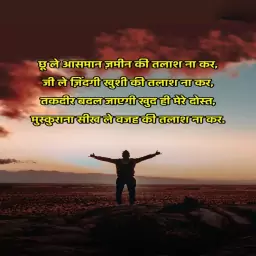 छू ले आसमान ज़मीन की तलाश ना कर,
जी ले ज़िंदगी खुशी की तलाश ना कर,
तकदीर बदल जाएगी खुद ही मेरे दोस्त,
मुस्कुराना सीख ले वजह की तलाश ना कर.